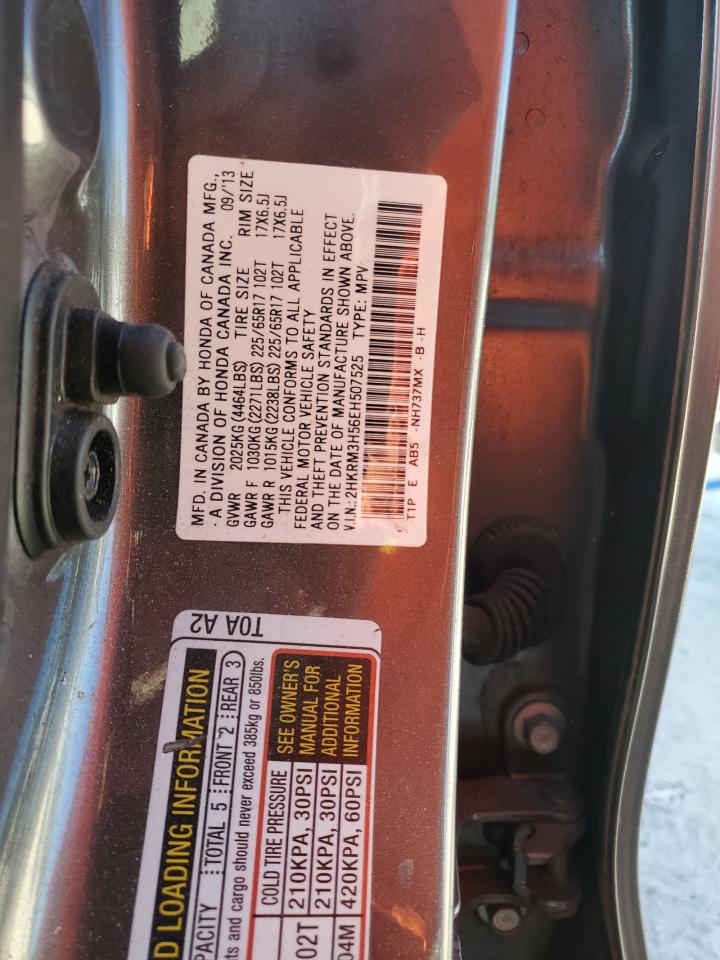 MFD. IN CANADA BY HONDA OF CANADA MFG.,
· A DIVISION OF HONDA CANADA INC. 09/'13
GVWR 2025KG(4464LBS) TIRE SIZE RIM SIZE
GAWR F 1030KG(2271LBS) 225/65R17 102T 17X6.5J
GAWR R 1015KG(2238LBS) 225/65R17 102T 17X6.5J
THIS VEHICLE CONFORMS TO ALL APPLICABLE
FEDERAL MOTOR VEHICLE SAFETY
AND THEFT PREVENTION STANDARDS IN EFFECT
ON THE DATE OF MANUFACTURE SHOWN ABOVE.
V.I.N.:2HKRM3H56EH507525 TYPE: MPV
T1P E AB5 -NH737MX -B -H
T0A A2
D LOADING INFORMATION
PACITY TOTAL 5 FRONT 2 REAR 3
ts and cargo should never exceed 385kg or 850lbs.
COLD TIRE PRESSURE SEE OWNER'S
02T 210KPA, 30PSI MANUAL FOR
210KPA, 30PSI ADDITIONAL
04M 420KPA, 60PSI INFORMATION